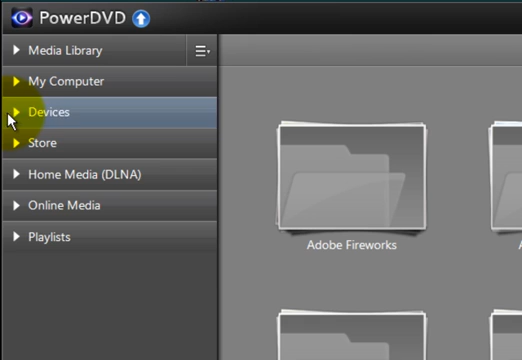 PowerDVD
Media Library
My Computer
Devices
Store
Home Media (DLNA)
Online Media
Playlists
Adobe Fireworks